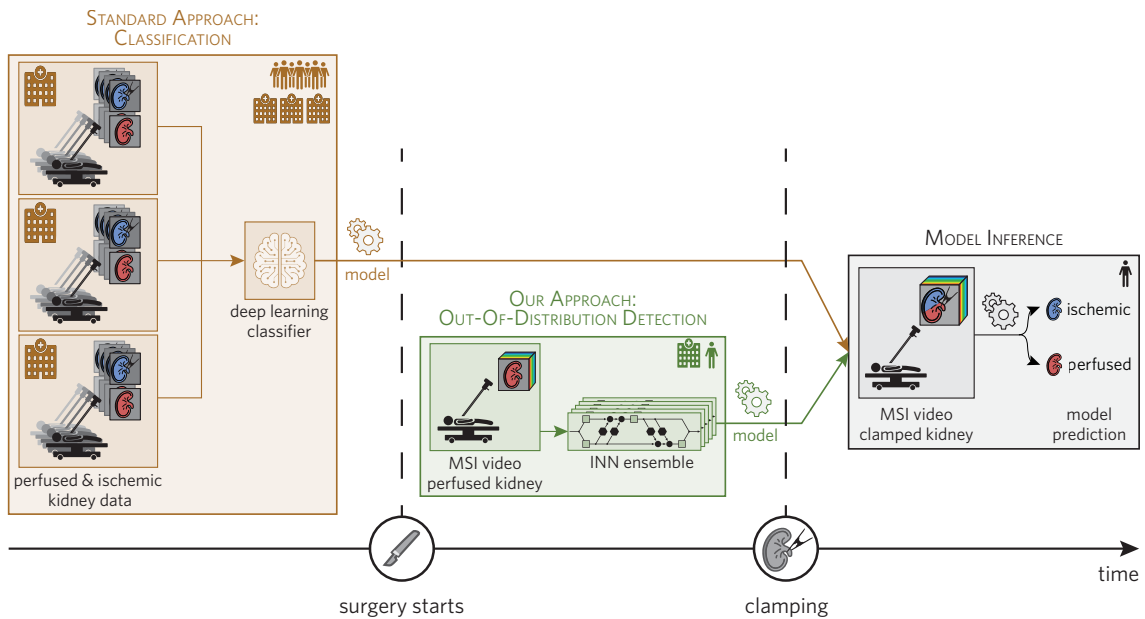 STANDARD APPROACH:
CLASSIFICATION
perfused & ischemic
kidney data
deep learning
classifier
model
OUR APPROACH:
OUT-OF-DISTRIBUTION DETECTION
MSI video
perfused kidney
INN ensemble
model
MODEL INFERENCE
ischemic
perfused
MSI video
clamped kidney
model
prediction
surgery starts
clamping
time